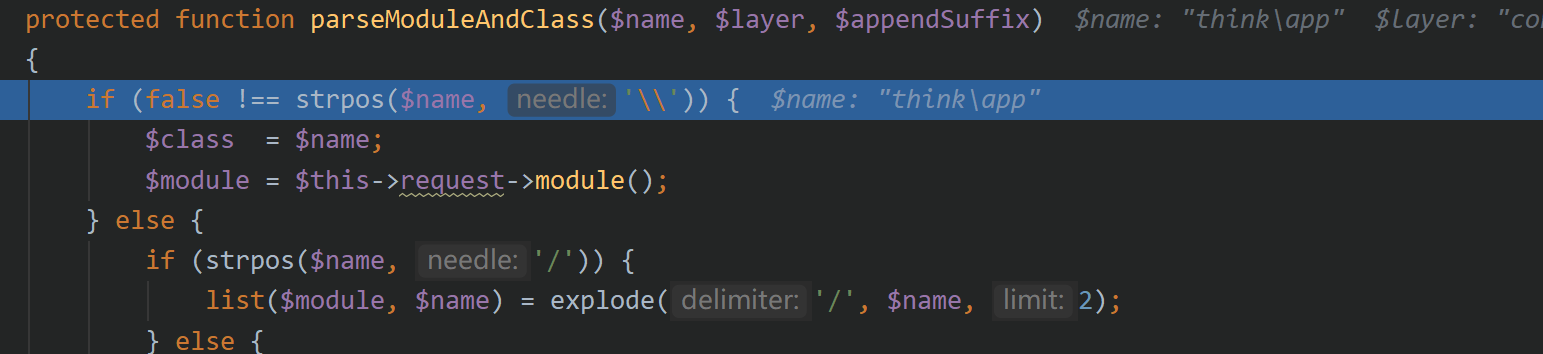 protected function parseModuleAndClass($name, $layer, $appendSuffix)  $name: "think\app"  $layer: "co
{
    if (false !== strpos($name, needle: '\\')) {  $name: "think\app"
        $class  = $name;
        $module = $this->request->module();
    } else {
        if (strpos($name, needle: '/')) {
            list($module, $name) = explode(delimiter: '/', $name, limit: 2);
        } else {